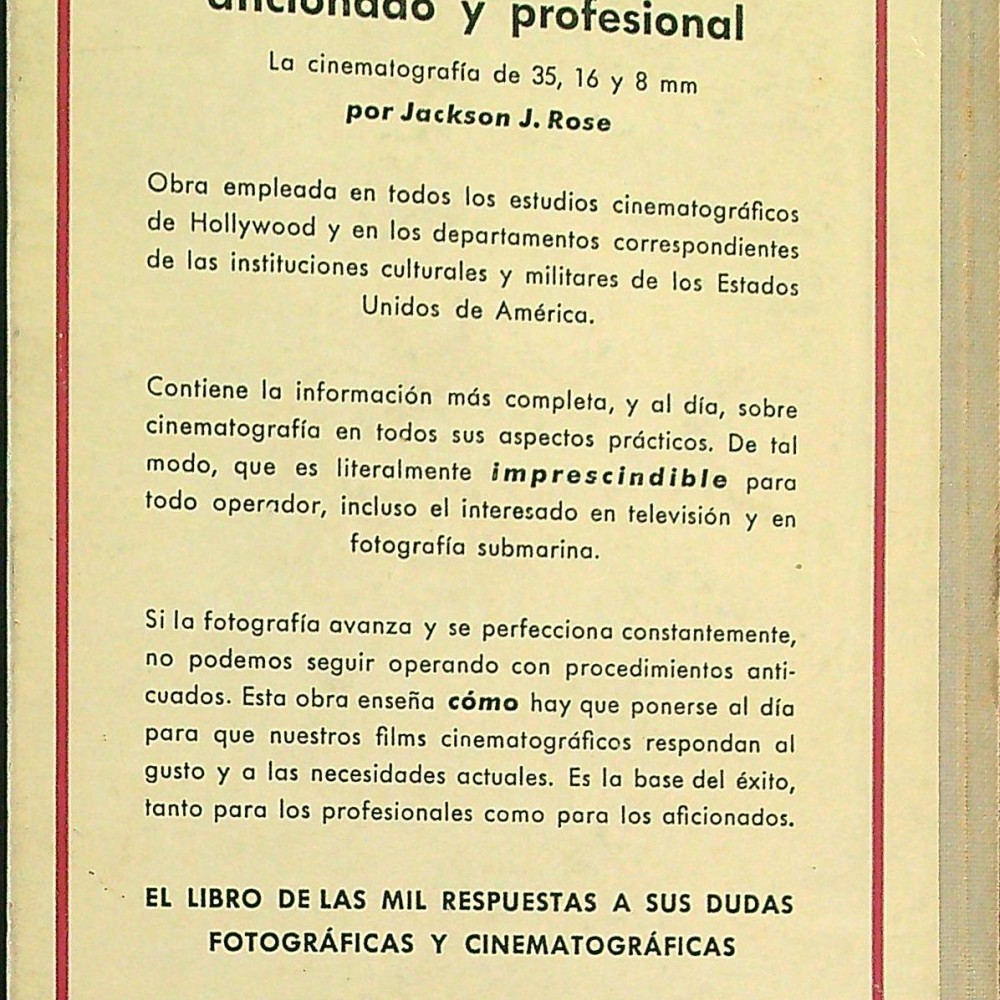 aficionado y profesional
La cinematografía de 35, 16 y 8 mm
por Jackson J. Rose
Obra empleada en todos los estudios cinematográficos
de Hollywood y en los departamentos correspondientes
de las instituciones culturales y militares de los Estados
Unidos de América.
Contiene la información más completa, y al día, sobre
cinematografía en todos sus aspectos prácticos. De tal
modo, que es literalmente imprescindible para
todo operador, incluso el interesado en televisión y en
fotografía submarina.
Si la fotografía avanza y se perfecciona constantemente,
no podemos seguir operando con procedimientos anti-
cuados. Esta obra enseña cómo hay que ponerse al día
para que nuestros films cinematográficos respondan al
gusto y a las necesidades actuales. Es la base del éxito,
tanto para los profesionales como para los aficionados.
EL LIBRO DE LAS MIL RESPUESTAS A SUS DUDAS
FOTOGRÁFICAS Y CINEMATOGRÁFICAS